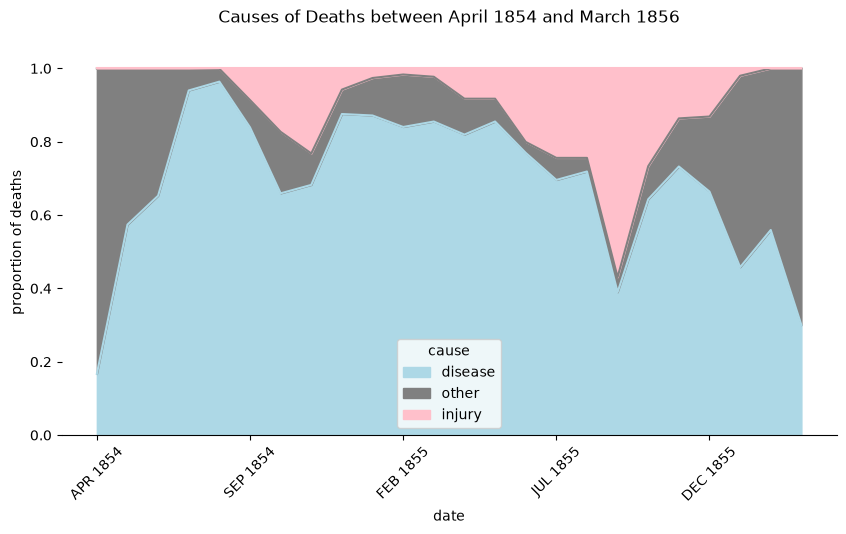 Causes of Deaths between April 1854 and March 1856
1.0
0.8
0.6
0.4
0.2
0.0
proportion of deaths
cause
disease
other
injury
APR 1854
SEP 1854
FEB 1855
JUL 1855
DEC 1855
date